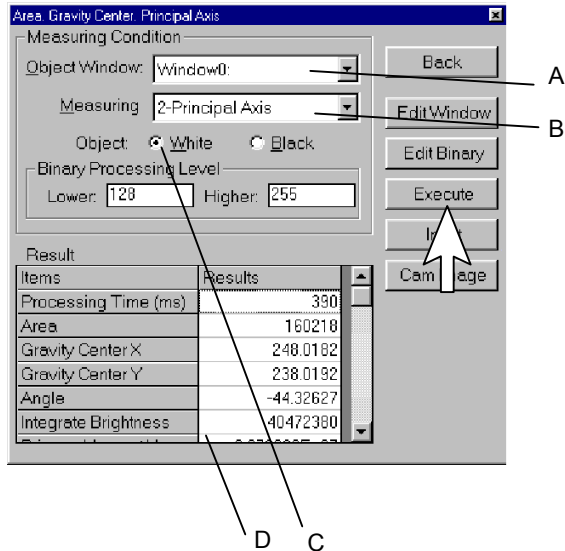 Area. Gravity Center. Principal Axis
Measuring Condition
Object Window: Window0:
Measuring 2-Principal Axis
Object: White Black
Binary Processing Level
Lower: 128 Higher: 255
Back
Edit Window
Edit Binary
Execute
Cam
A
B
Result
Items Results
Processing Time (ms) 390
Area 160218
Gravity Center X 248.0182
Gravity Center Y 238.0192
Angle -44.32627
Integrate Brightness 40472380
D C